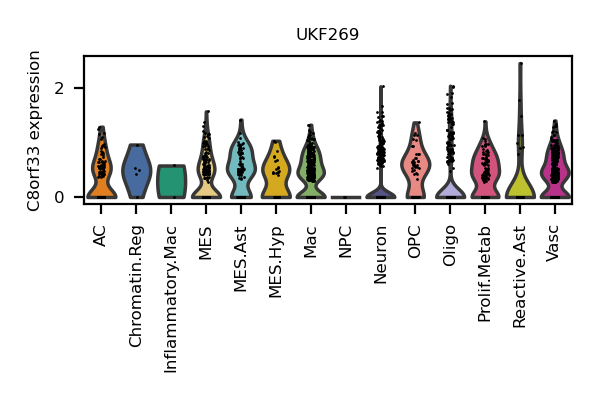 UKF269
C8orf33 expression
2
0
AC
Chromatin.Reg
Inflammatory.Mac
MES
MES.Ast
MES.Hyp
Mac
NPC
Neuron
OPC
Oligo
Prolif.Metab
Reactive.Ast
Vasc